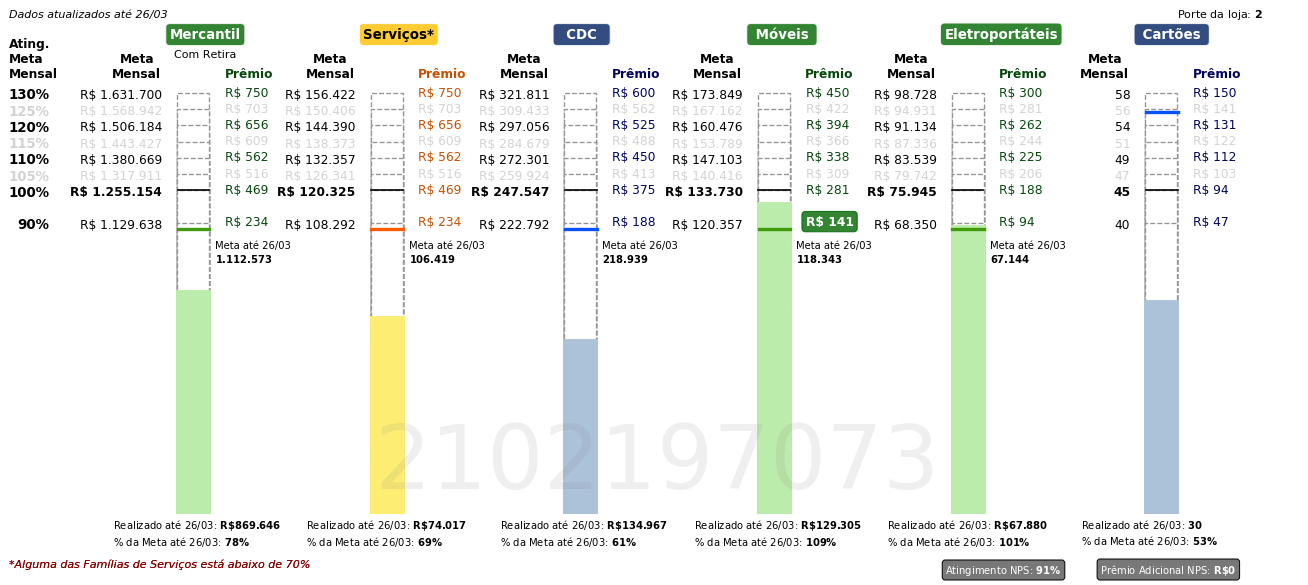 Dados atualizados até 26/03
Porte da loja: 2
Mercantil Serviços* CDC Móveis Eletroportáteis Cartões
Com Retira
Ating. Meta Mensal
Meta Mensal Prêmio Meta Mensal Prêmio Meta Mensal Prêmio Meta Mensal Prêmio Meta Mensal Prêmio Meta Mensal Prêmio
130% R$ 1.631.700 R$ 750 R$ 156.422 R$ 750 R$ 321.811 R$ 600 R$ 173.849 R$ 450 R$ 98.728 R$ 300 58 R$ 150
125% R$ 1.568.942 R$ 703 R$ 150.406 R$ 703 R$ 309.433 R$ 562 R$ 167.162 R$ 422 R$ 94.931 R$ 281 56 R$ 141
120% R$ 1.506.184 R$ 656 R$ 144.390 R$ 656 R$ 297.056 R$ 525 R$ 160.476 R$ 394 R$ 91.134 R$ 262 54 R$ 131
115% R$ 1.443.427 R$ 609 R$ 138.373 R$ 609 R$ 284.679 R$ 488 R$ 153.789 R$ 366 R$ 87.336 R$ 244 51 R$ 122
110% R$ 1.380.669 R$ 562 R$ 132.357 R$ 562 R$ 272.301 R$ 450 R$ 147.103 R$ 338 R$ 83.539 R$ 225 49 R$ 112
105% R$ 1.317.911 R$ 516 R$ 126.341 R$ 516 R$ 259.924 R$ 413 R$ 140.416 R$ 309 R$ 79.742 R$ 206 47 R$ 103
100% R$ 1.255.154 R$ 469 R$ 120.325 R$ 469 R$ 247.547 R$ 375 R$ 133.730 R$ 281 R$ 75.945 R$ 188 45 R$ 94
90% R$ 1.129.638 R$ 234 R$ 108.292 R$ 234 R$ 222.792 R$ 188 R$ 120.357 R$ 141 R$ 68.350 R$ 94 40 R$ 47
Meta até 26/03 Meta até 26/03 Meta até 26/03 Meta até 26/03 Meta até 26/03
1.112.573 106.419 218.939 118.343 67.144
2102197073
Realizado até 26/03: R$869.646 Realizado até 26/03: R$74.017 Realizado até 26/03: R$134.967 Realizado até 26/03: R$129.305 Realizado até 26/03: R$67.880 Realizado até 26/03: 30
% da Meta até 26/03: 78% % da Meta até 26/03: 69% % da Meta até 26/03: 61% % da Meta até 26/03: 109% % da Meta até 26/03: 101% % da Meta até 26/03: 53%
*Alguma das Famílias de Serviços está abaixo de 70%
Atingimento NPS: 91% Prêmio Adicional NPS: R$0